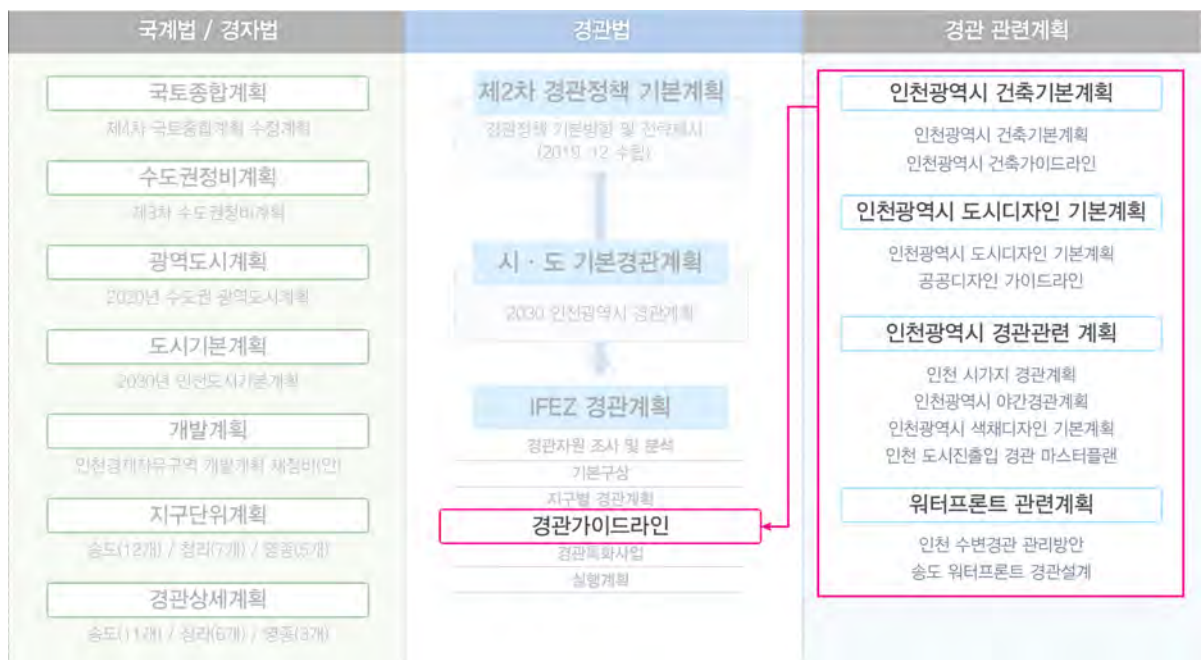 국계법 / 경자법
국토종합계획
제4차 국토종합계획 수정계획
수도권정비계획
제3차 수도권정비계획
광역도시계획
2020년 수도권 광역도시계획
도시기본계획
2030년 인천도시기본계획
개발계획
인천경제자유구역 개발계획 재정비(안)
지구단위계획
송도(12개) / 청라(7개) / 영종(5개)
경관상세계획
송도(11개) / 청라(6개) / 영종(3개)
경관법
제2차 경관정책 기본계획
경관정책 기본방향 및 전략제시
(2019. 12 수립)
시 · 도 기본경관계획
2030 인천광역시 경관계획
IFEZ 경관계획
경관자원 조사 및 분석
기본구상
지구별 경관계획
경관가이드라인
경관특화사업
실행계획
경관 관련계획
인천광역시 건축기본계획
인천광역시 건축기본계획
인천광역시 건축가이드라인
인천광역시 도시디자인 기본계획
인천광역시 도시디자인 기본계획
공공디자인 가이드라인
인천광역시 경관관련 계획
인천 시가지 경관계획
인천광역시 야간경관계획
인천광역시 색채디자인 기본계획
인천 도시진출입 경관 마스터플랜
워터프론트 관련계획
인천 수변경관 관리방안
송도 워터프론트 경관설계